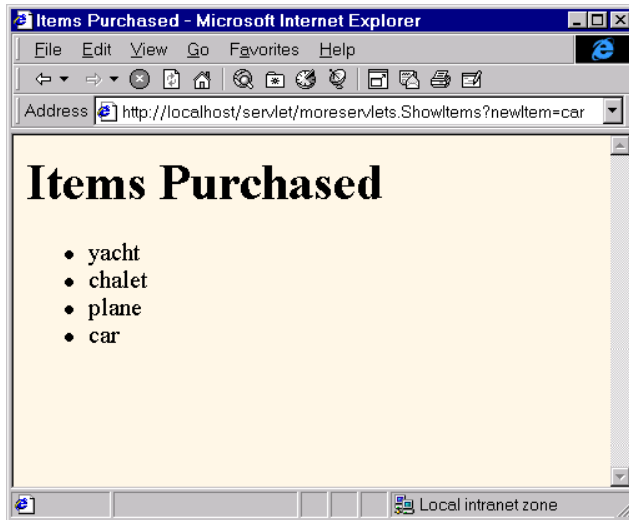 Items Purchased - Microsoft Internet Explorer
File Edit View Go Favorites Help
Address http://localhost/servlet/moreservlets.ShowItems?newItem=car
Items Purchased
• yacht
• chalet
• plane
• car
Local intranet zone